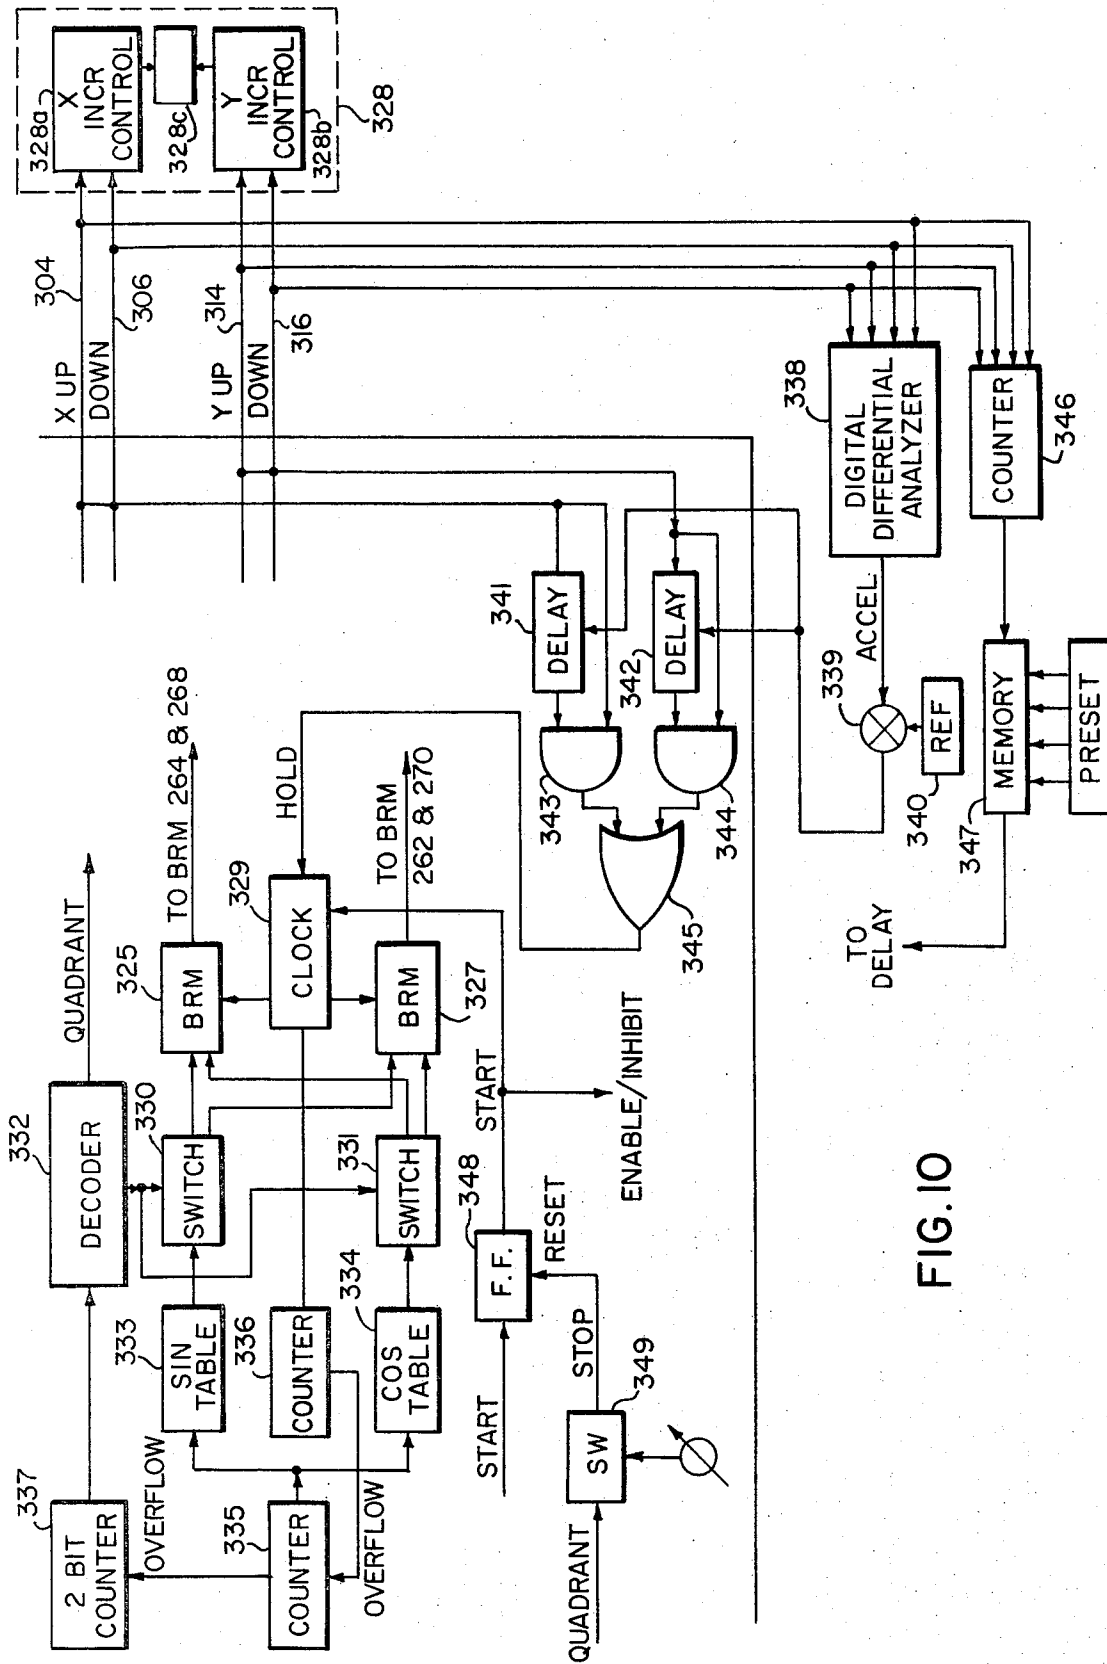 337
2 BIT
COUNTER
OVERFLOW
335
COUNTER
OVERFLOW
332
DECODER
QUADRANT
333
SIN
TABLE
330
SWITCH
325
BRM
TO BRM 264 & 268
336
COUNTER
329
CLOCK
HOLD
334
COS
TABLE
331
SWITCH
BRM
327
TO BRM
262 & 270
START
348
F.F.
START
RESET
ENABLE/INHIBIT
QUADRANT
SW
349
STOP
X UP
304
DOWN
306
Y UP
314
DOWN
316
328a
X
INCR
CONTROL
328c
Y
INCR
CONTROL
328b
328
341
DELAY
342
DELAY
343
344
345
338
DIGITAL
DIFFERENTIAL
ANALYZER
ACCEL
339
REF
340
COUNTER
346
MEMORY
347
PRESET
TO
DELAY
FIG.10